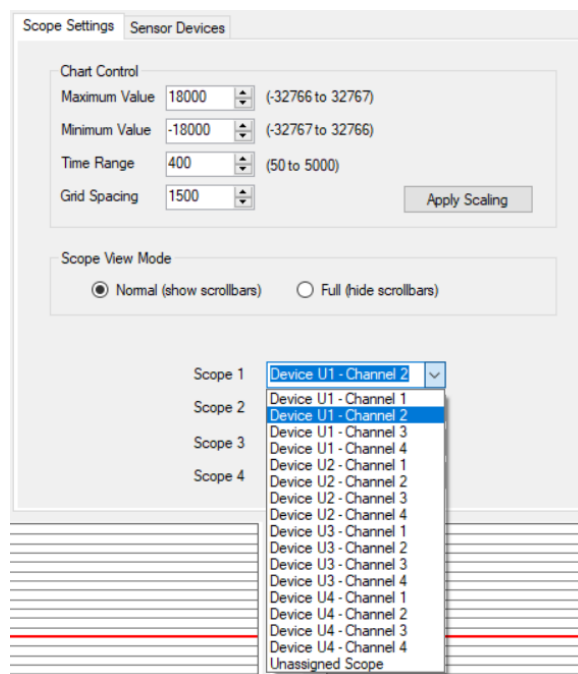 Scope Settings Sensor Devices
Chart Control
Maximum Value 18000 (-32766 to 32767)
Minimum Value -18000 (-32767 to 32766)
Time Range 400 (50 to 5000)
Grid Spacing 1500 Apply Scaling
Scope View Mode
Normal (show scrollbars) Full (hide scrollbars)
Scope 1 Device U1 - Channel 2
Device U1 - Channel 1
Scope 2 Device U1 - Channel 2
Device U1 - Channel 3
Scope 3 Device U1 - Channel 4
Device U2 - Channel 1
Scope 4 Device U2 - Channel 2
Device U2 - Channel 3
Device U2 - Channel 4
Device U3 - Channel 1
Device U3 - Channel 2
Device U3 - Channel 3
Device U3 - Channel 4
Device U4 - Channel 1
Device U4 - Channel 2
Device U4 - Channel 3
Device U4 - Channel 4
Unassigned Scope